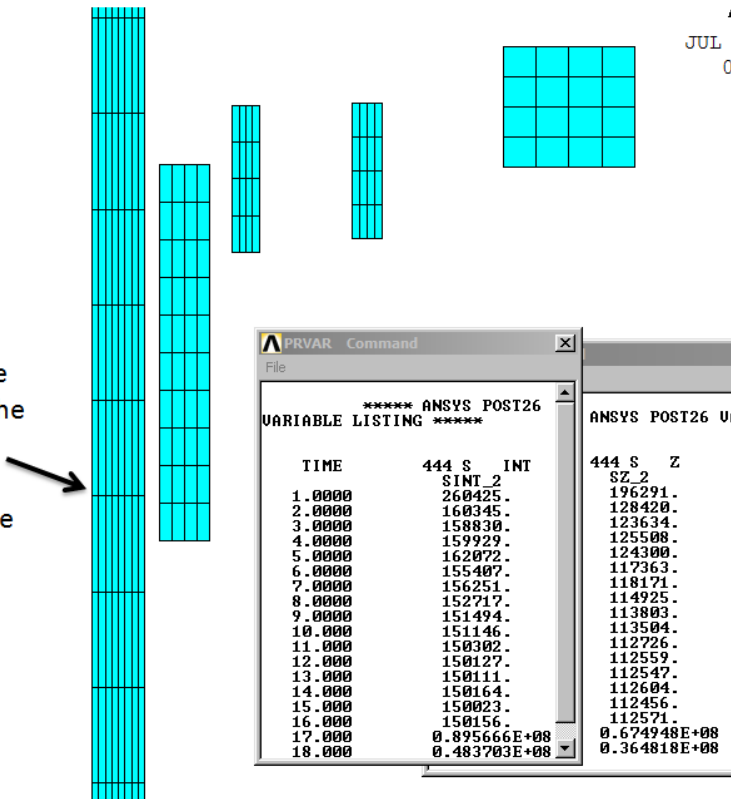 JUL
PRVAR Command
File
***** ANSYS POST26
VARIABLE LISTING *****
TIME 444 S INT
SINT_2
1.0000 260425.
2.0000 160345.
3.0000 158830.
4.0000 159929.
5.0000 162072.
6.0000 155407.
7.0000 156251.
8.0000 152717.
9.0000 151494.
10.000 151146.
11.000 150302.
12.000 150127.
13.000 150111.
14.000 150164.
15.000 150023.
16.000 150156.
17.000 0.895666E+08
18.000 0.483703E+08
ANSYS POST26
444 S Z
SZ_2
196291.
128420.
123634.
125508.
124300.
117363.
118171.
114925.
113803.
113504.
112726.
112559.
112547.
112604.
112456.
112571.
0.674948E+08
0.364818E+08